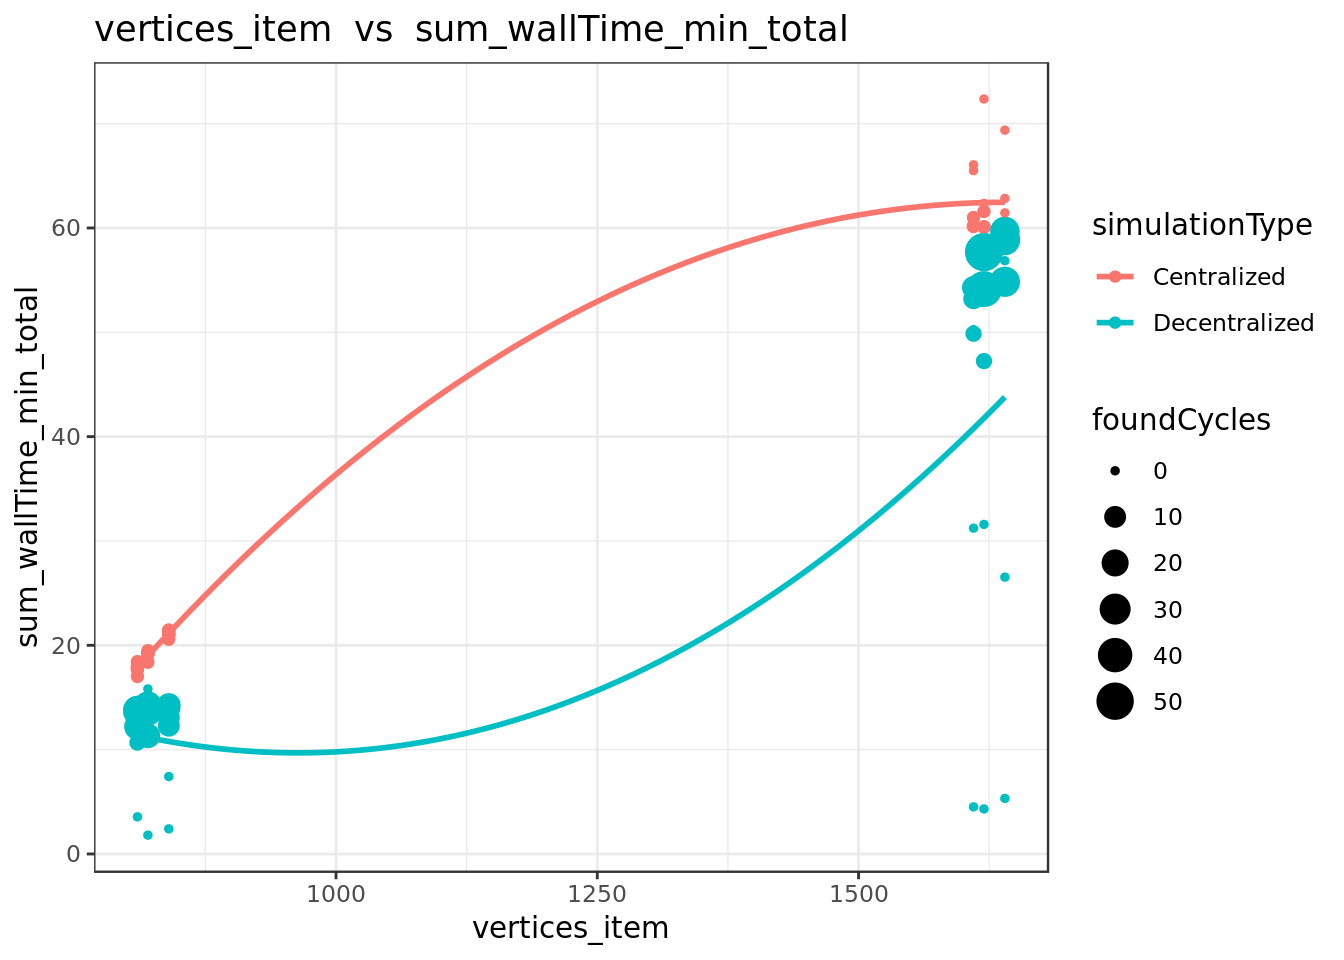 vertices_item vs sum_wallTime_min_total
sum_wallTime_min_total
60
40
20
0
1000
1250
1500
vertices_item
simulationType
Centralized
Decentralized
foundCycles
0
10
20
30
40
50